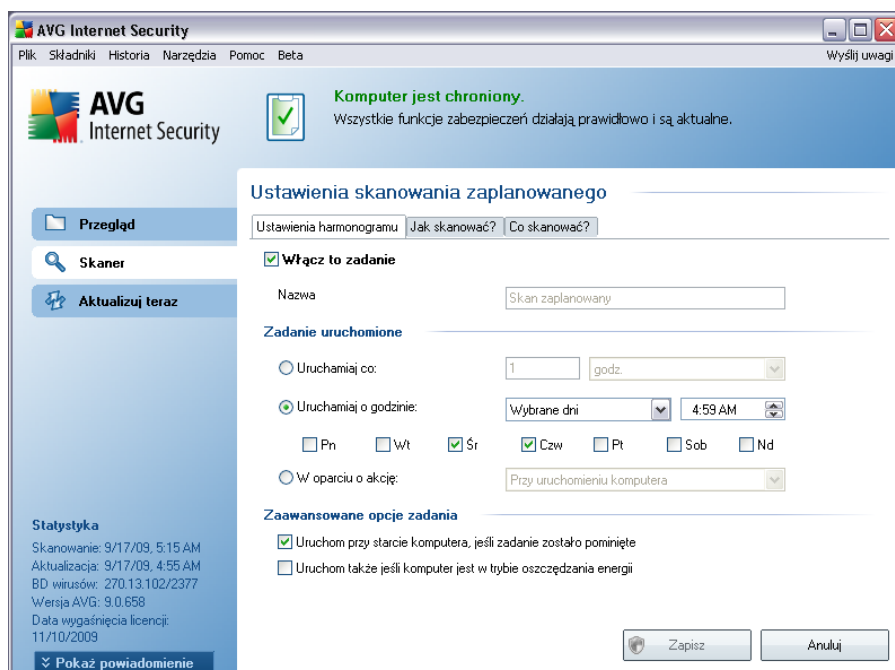 AVG Internet Security
Plik Składniki Historia Narzędzia Pomoc Beta Wyślij uwagi
AVG
Internet Security
Komputer jest chroniony.
Wszystkie funkcje zabezpieczeń działają prawidłowo i są aktualne.
Przegląd
Skaner
Aktualizuj teraz
Ustawienia skanowania zaplanowanego
Ustawienia harmonogramu Jak skanować? Co skanować?
Włącz to zadanie
Nazwa Skan zaplanowany
Zadanie uruchomione
Uruchamiaj co: 1 godz.
Uruchamiaj o godzinie: Wybrane dni 4:59 AM
Pn Wt Śr Czw Pt Sob Nd
W oparciu o akcję: Przy uruchomieniu komputera
Zaawansowane opcje zadania
Uruchom przy starcie komputera, jeśli zadanie zostało pominięte
Uruchom także jeśli komputer jest w trybie oszczędzania energii
Statystyka
Skanowanie: 9/17/09, 5:15 AM
Aktualizacja: 9/17/09, 4:55 AM
BD wirusów: 270.13.102/2377
Wersja AVG: 9.0.658
Data wygaśnięcia licencji:
11/10/2009
Pokaż powiadomienie
Zapisz Anuluj